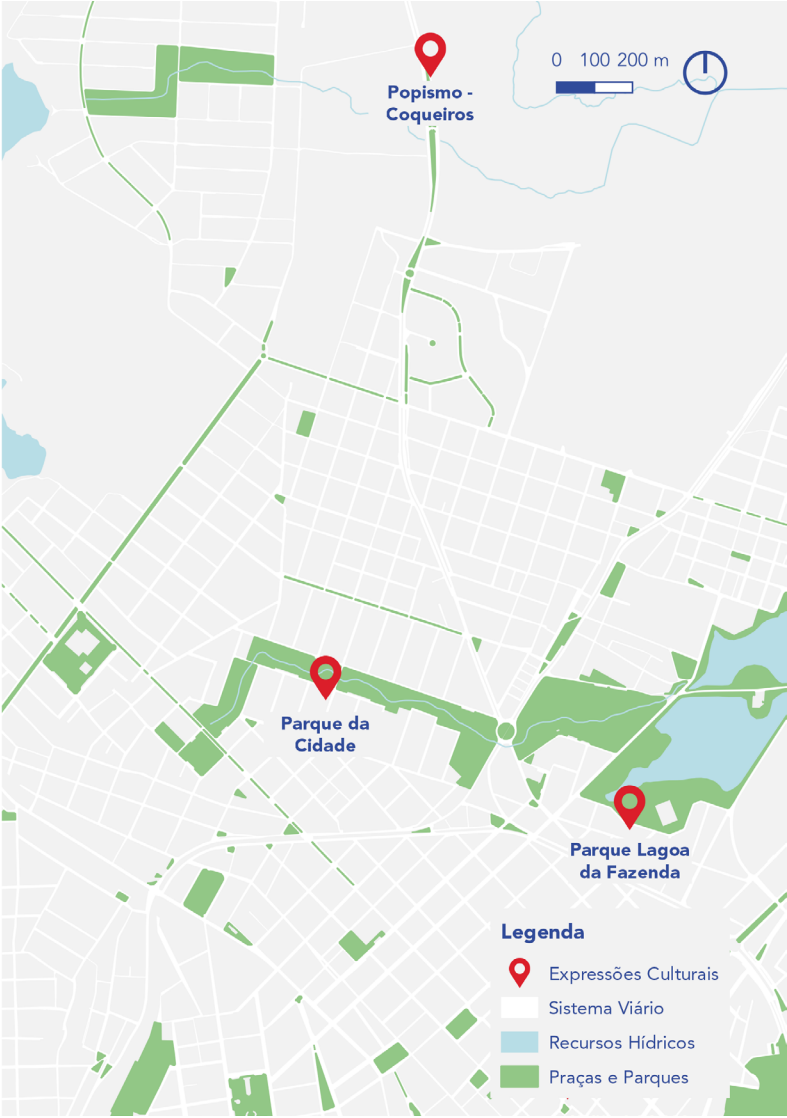 0 100 200 m
Popismo -
Coqueiros
Parque da
Cidade
Parque Lagoa
da Fazenda
Legenda
Expressões Culturais
Sistema Viário
Recursos Hídricos
Praças e Parques